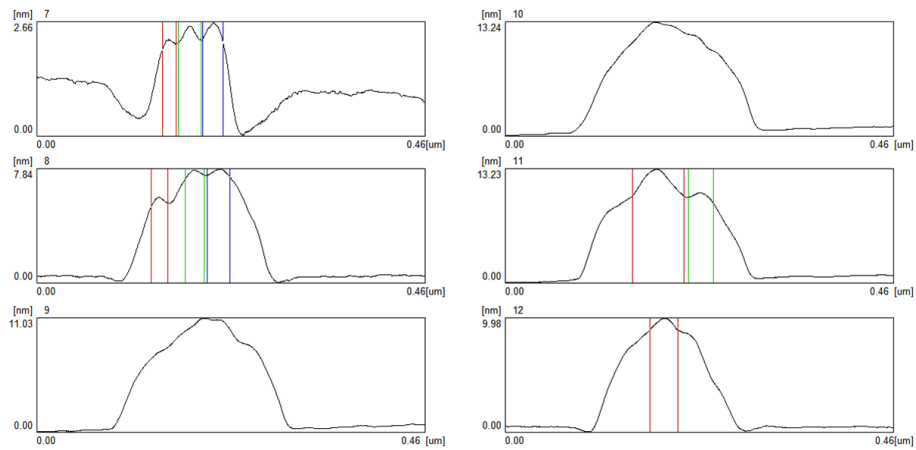 [nm] 7
2.66
0.00
0.00 0.46[um]
[nm] 10
13.24
0.00
0.00 0.46[um]
[nm] 8
7.84
0.00
0.00 0.46[um]
[nm] 11
13.23
0.00
0.00 0.46[um]
[nm] 9
11.03
0.00
0.00 0.46 [um]
[nm] 12
9.98
0.00
0.00 0.46[um]